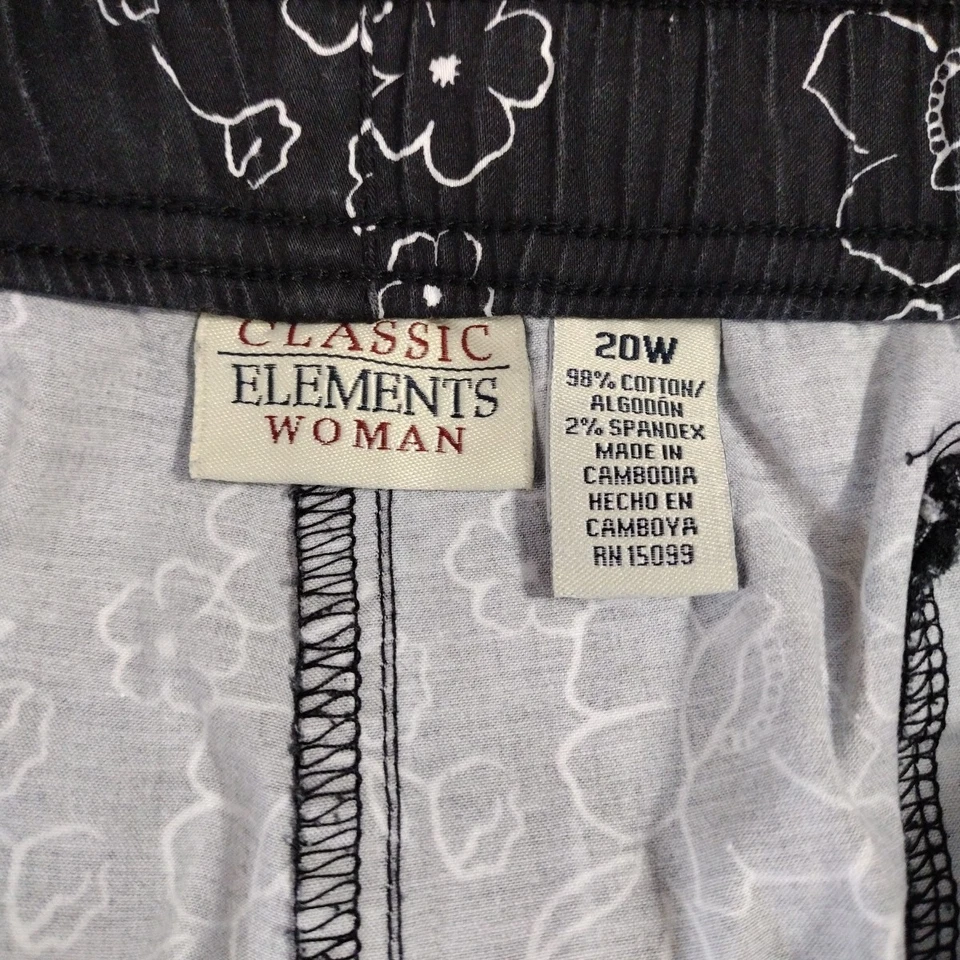 CLASSIC
ELEMENTS
WOMAN
20W
98% COTTON/
ALGODÓN
2% SPANDEX
MADE IN
CAMBODIA
HECHO EN
CAMBOYA
RN 15099